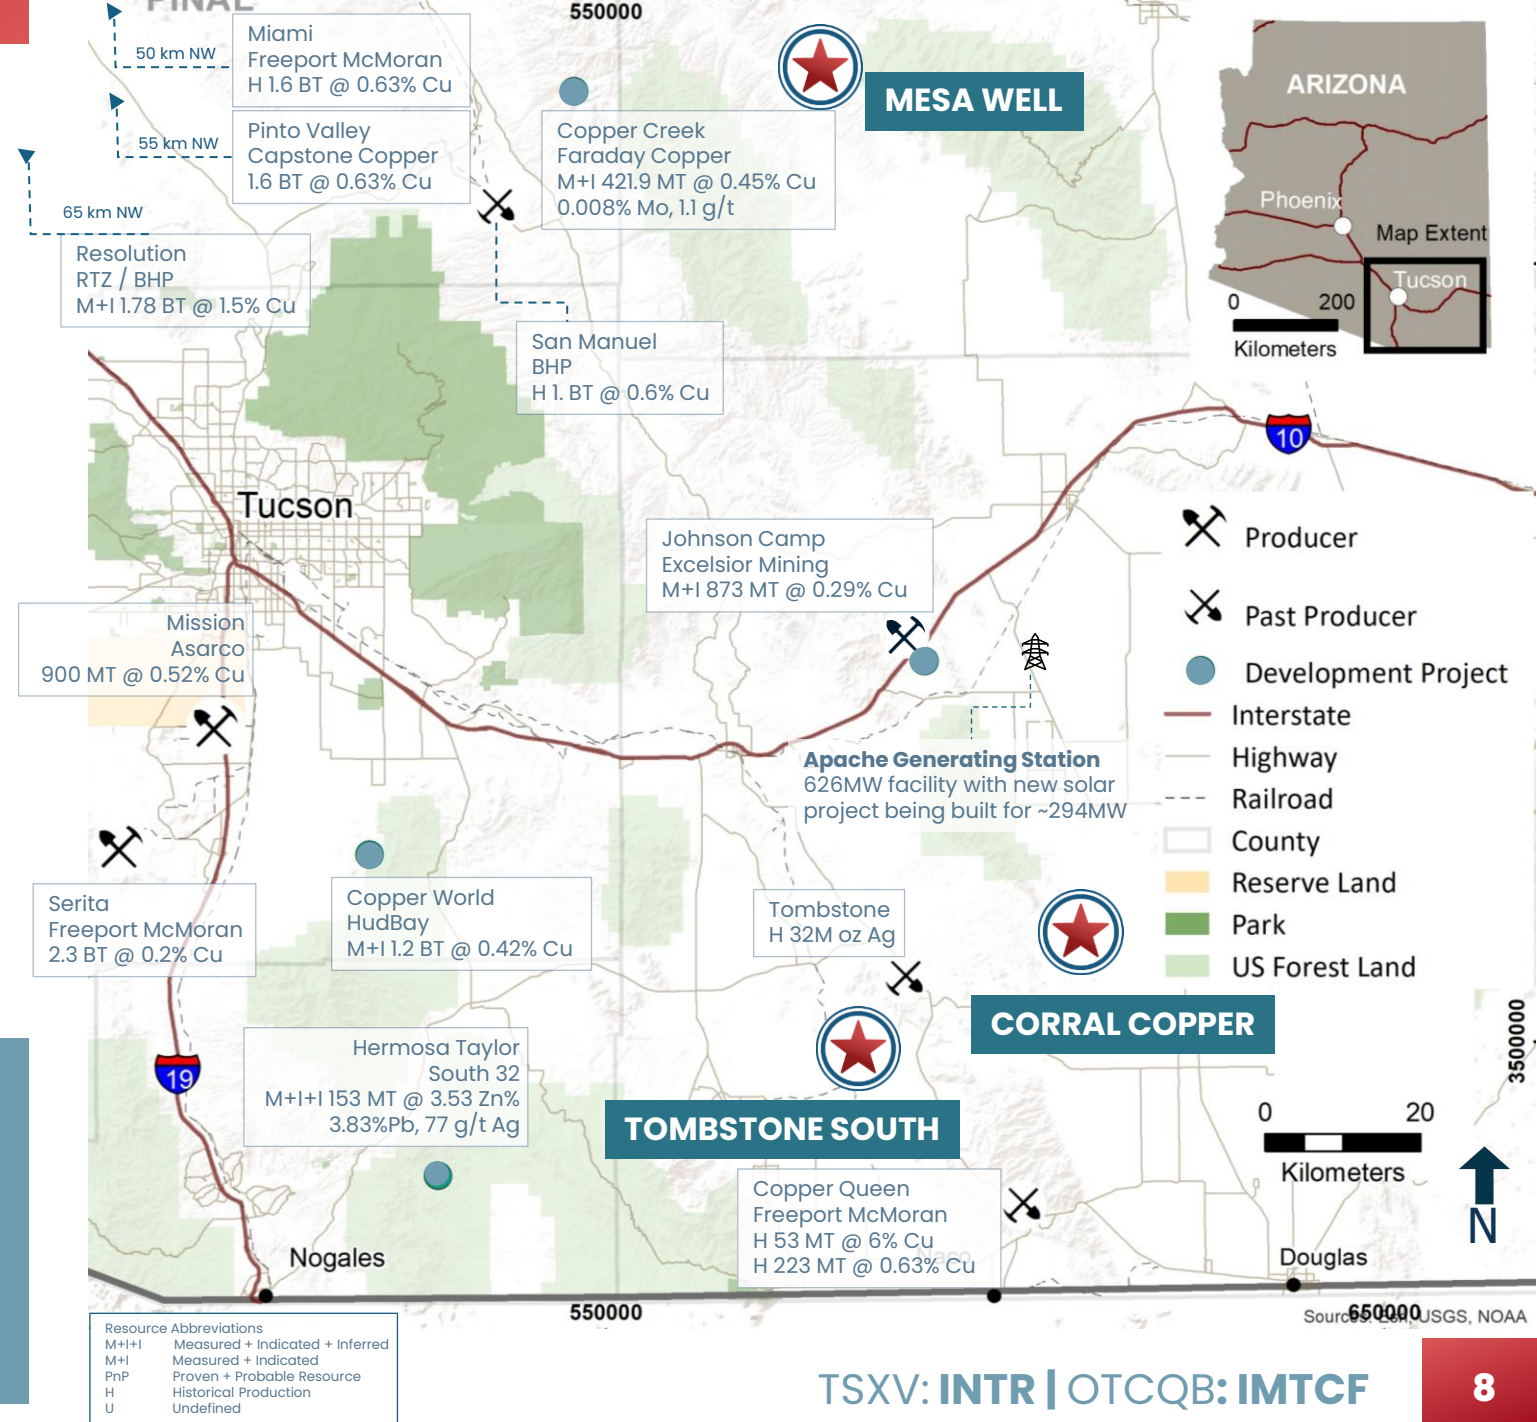 PINAL
550000
50 km NW
Miami
Freeport McMoran
H 1.6 BT @ 0.63% Cu
MESA WELL
ARIZONA
55 km NW
Pinto Valley
Capstone Copper
1.6 BT @ 0.63% Cu
Copper Creek
Faraday Copper
M+I 421.9 MT @ 0.45% Cu
0.008% Mo, 1.1 g/t
65 km NW
Resolution
RTZ / BHP
M+I 1.78 BT @ 1.5% Cu
Phoenix
Map Extent
Tucson
0 200
Kilometers
San Manuel
BHP
H 1. BT @ 0.6% Cu
10
Tucson
Johnson Camp
Excelsior Mining
M+I 873 MT @ 0.29% Cu
Producer
Past Producer
Development Project
Interstate
Highway
Railroad
County
Reserve Land
Park
US Forest Land
Mission
Asarco
900 MT @ 0.52% Cu
Apache Generating Station
626MW facility with new solar
project being built for ~294MW
Serita
Freeport McMoran
2.3 BT @ 0.2% Cu
Copper World
HudBay
M+I 1.2 BT @ 0.42% Cu
Tombstone
H 32M oz Ag
CORRAL COPPER
3500000
19
Hermosa Taylor
South 32
M+I+I 153 MT @ 3.53 Zn%
3.83%Pb, 77 g/t Ag
TOMBSTONE SOUTH
0 20
Kilometers
N
Copper Queen
Freeport McMoran
H 53 MT @ 6% Cu
H 223 MT @ 0.63% Cu
Naco
Nogales
Douglas
550000
650000
Sources: Esri, USGS, NOAA
Resource Abbreviations
M+I+I Measured + Indicated + Inferred
M+I Measured + Indicated
PnP Proven + Probable Resource
H Historical Production
U Undefined
TSXV: INTR | OTCQB: IMTCF
8